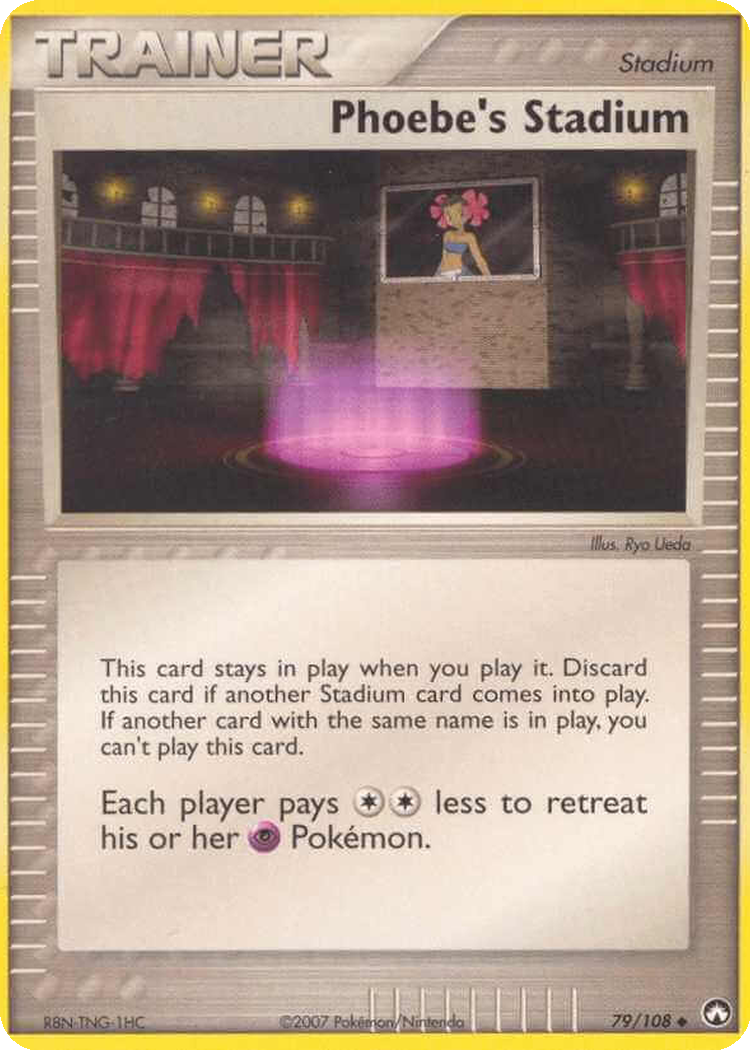 TRAINER
Stadium
Phoebe's Stadium
Illus. Ryo Ueda
This card stays in play when you play it. Discard
this card if another Stadium card comes into play.
If another card with the same name is in play, you
can't play this card.
Each player pays less to retreat
his or her Pokémon.
R8N-TNG-1HC
©2007 Pokémon/Nintendo
79/108